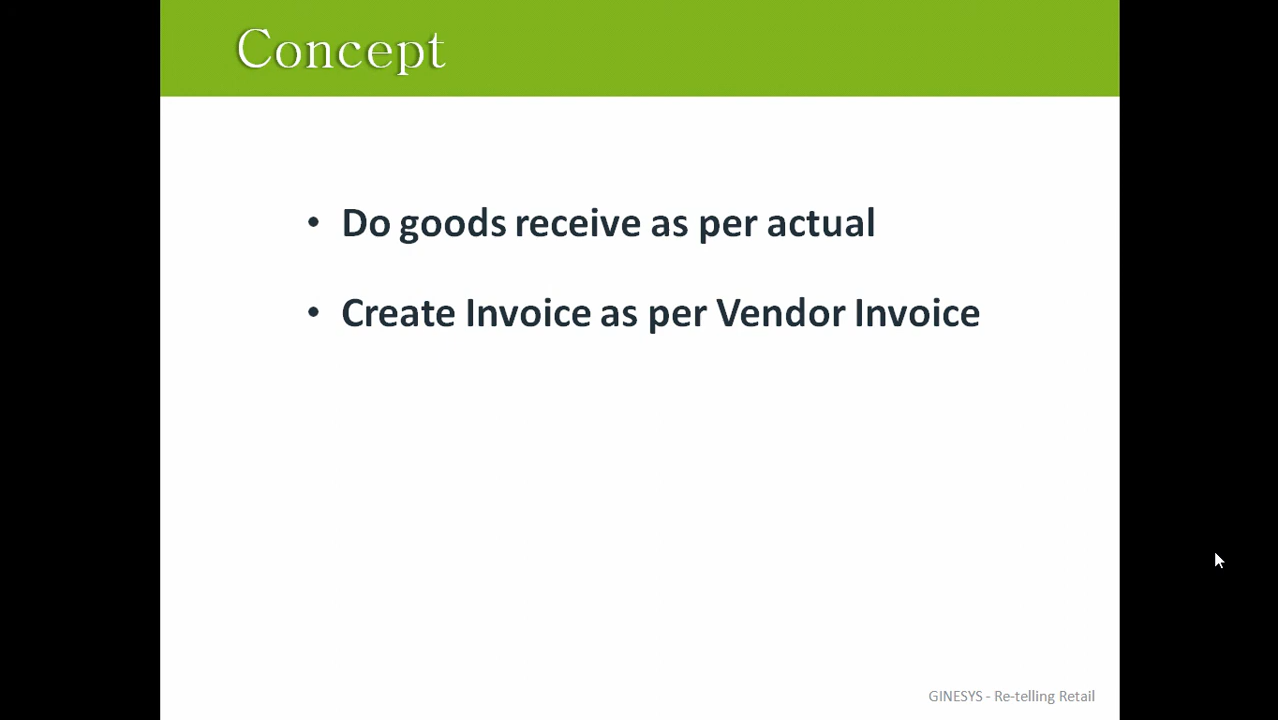 Concept
• Do goods receive as per actual
• Create Invoice as per Vendor Invoice
GINESYS - Re-telling Retail